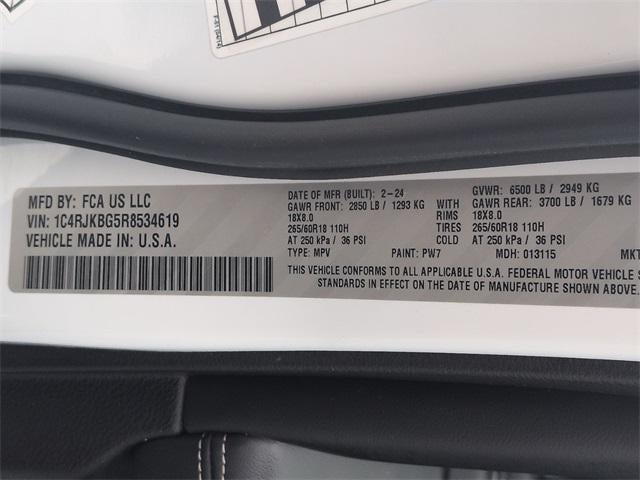 MFD BY: FCA US LLC
VIN: 1C4RJKBG5R8534619
VEHICLE MADE IN U.S.A.
DATE OF MFR (BUILT): 2-24 GVWR: 6500 LB / 2949 KG
GAWR FRONT: 2850 LB / 1293 KG WITH GAWR REAR: 3700 LB / 1679 KG
18X8.0 RIMS 18X8.0
265/60R18 110H TIRES 265/60R18 110H
AT 250 kPa / 36 PSI COLD AT 250 kPa / 36 PSI
TYPE: MPV PAINT: PW7 MDH: 013115 MKT
THIS VEHICLE CONFORMS TO ALL APPLICABLE U.S.A. FEDERAL MOTOR VEHICLE S
STANDARDS IN EFFECT ON THE DATE OF MANUFACTURE SHOWN ABOVE.